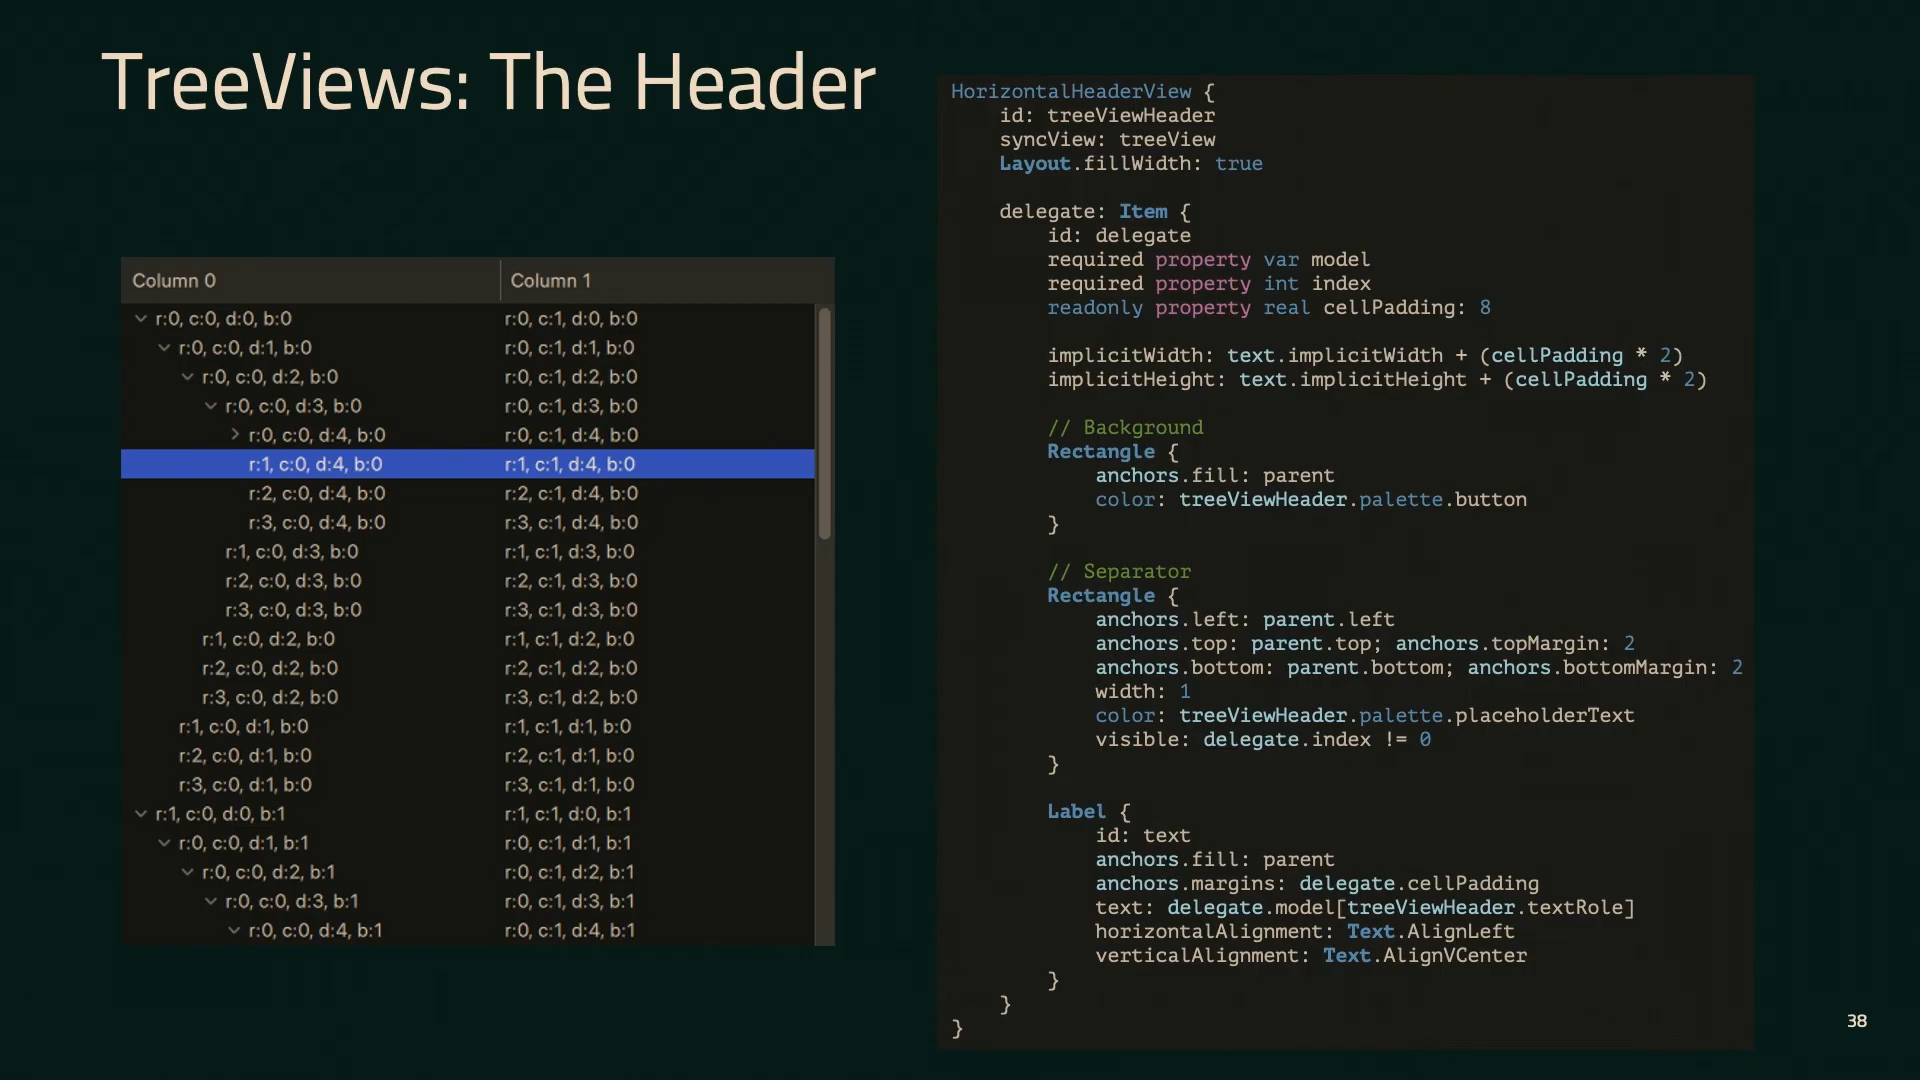 TreeViews: The Header
Column 0 Column 1
r:0, c:0, d:0, b:0 r:0, c:1, d:0, b:0
r:0, c:0, d:1, b:0 r:0, c:1, d:1, b:0
r:0, c:0, d:2, b:0 r:0, c:1, d:2, b:0
r:0, c:0, d:3, b:0 r:0, c:1, d:3, b:0
r:0, c:0, d:4, b:0 r:0, c:1, d:4, b:0
r:1, c:0, d:4, b:0 r:1, c:1, d:4, b:0
r:2, c:0, d:4, b:0 r:2, c:1, d:4, b:0
r:3, c:0, d:4, b:0 r:3, c:1, d:4, b:0
r:1, c:0, d:3, b:0 r:1, c:1, d:3, b:0
r:2, c:0, d:3, b:0 r:2, c:1, d:3, b:0
r:3, c:0, d:3, b:0 r:3, c:1, d:3, b:0
r:1, c:0, d:2, b:0 r:1, c:1, d:2, b:0
r:2, c:0, d:2, b:0 r:2, c:1, d:2, b:0
r:3, c:0, d:2, b:0 r:3, c:1, d:2, b:0
r:1, c:0, d:1, b:0 r:1, c:1, d:1, b:0
r:2, c:0, d:1, b:0 r:2, c:1, d:1, b:0
r:3, c:0, d:1, b:0 r:3, c:1, d:1, b:0
r:1, c:0, d:0, b:1 r:1, c:1, d:0, b:1
r:0, c:0, d:1, b:1 r:0, c:1, d:1, b:1
r:0, c:0, d:2, b:1 r:0, c:1, d:2, b:1
r:0, c:0, d:3, b:1 r:0, c:1, d:3, b:1
r:0, c:0, d:4, b:1 r:0, c:1, d:4, b:1
HorizontalHeaderView {
    id: treeViewHeader
    syncView: treeView
    Layout.fillWidth: true
    delegate: Item {
        id: delegate
        required property var model
        required property int index
        readonly property real cellPadding: 8
        implicitWidth: text.implicitWidth + (cellPadding * 2)
        implicitHeight: text.implicitHeight + (cellPadding * 2)
        // Background
        Rectangle {
            anchors.fill: parent
            color: treeViewHeader.palette.button
        }
        // Separator
        Rectangle {
            anchors.left: parent.left
            anchors.top: parent.top; anchors.topMargin: 2
            anchors.bottom: parent.bottom; anchors.bottomMargin: 2
            width: 1
            color: treeViewHeader.palette.placeholderText
            visible: delegate.index != 0
        }
        Label {
            id: text
            anchors.fill: parent
            anchors.margins: delegate.cellPadding
            text: delegate.model[treeViewHeader.textRole]
            horizontalAlignment: Text.AlignLeft
            verticalAlignment: Text.AlignVCenter
        }
    }
}
38